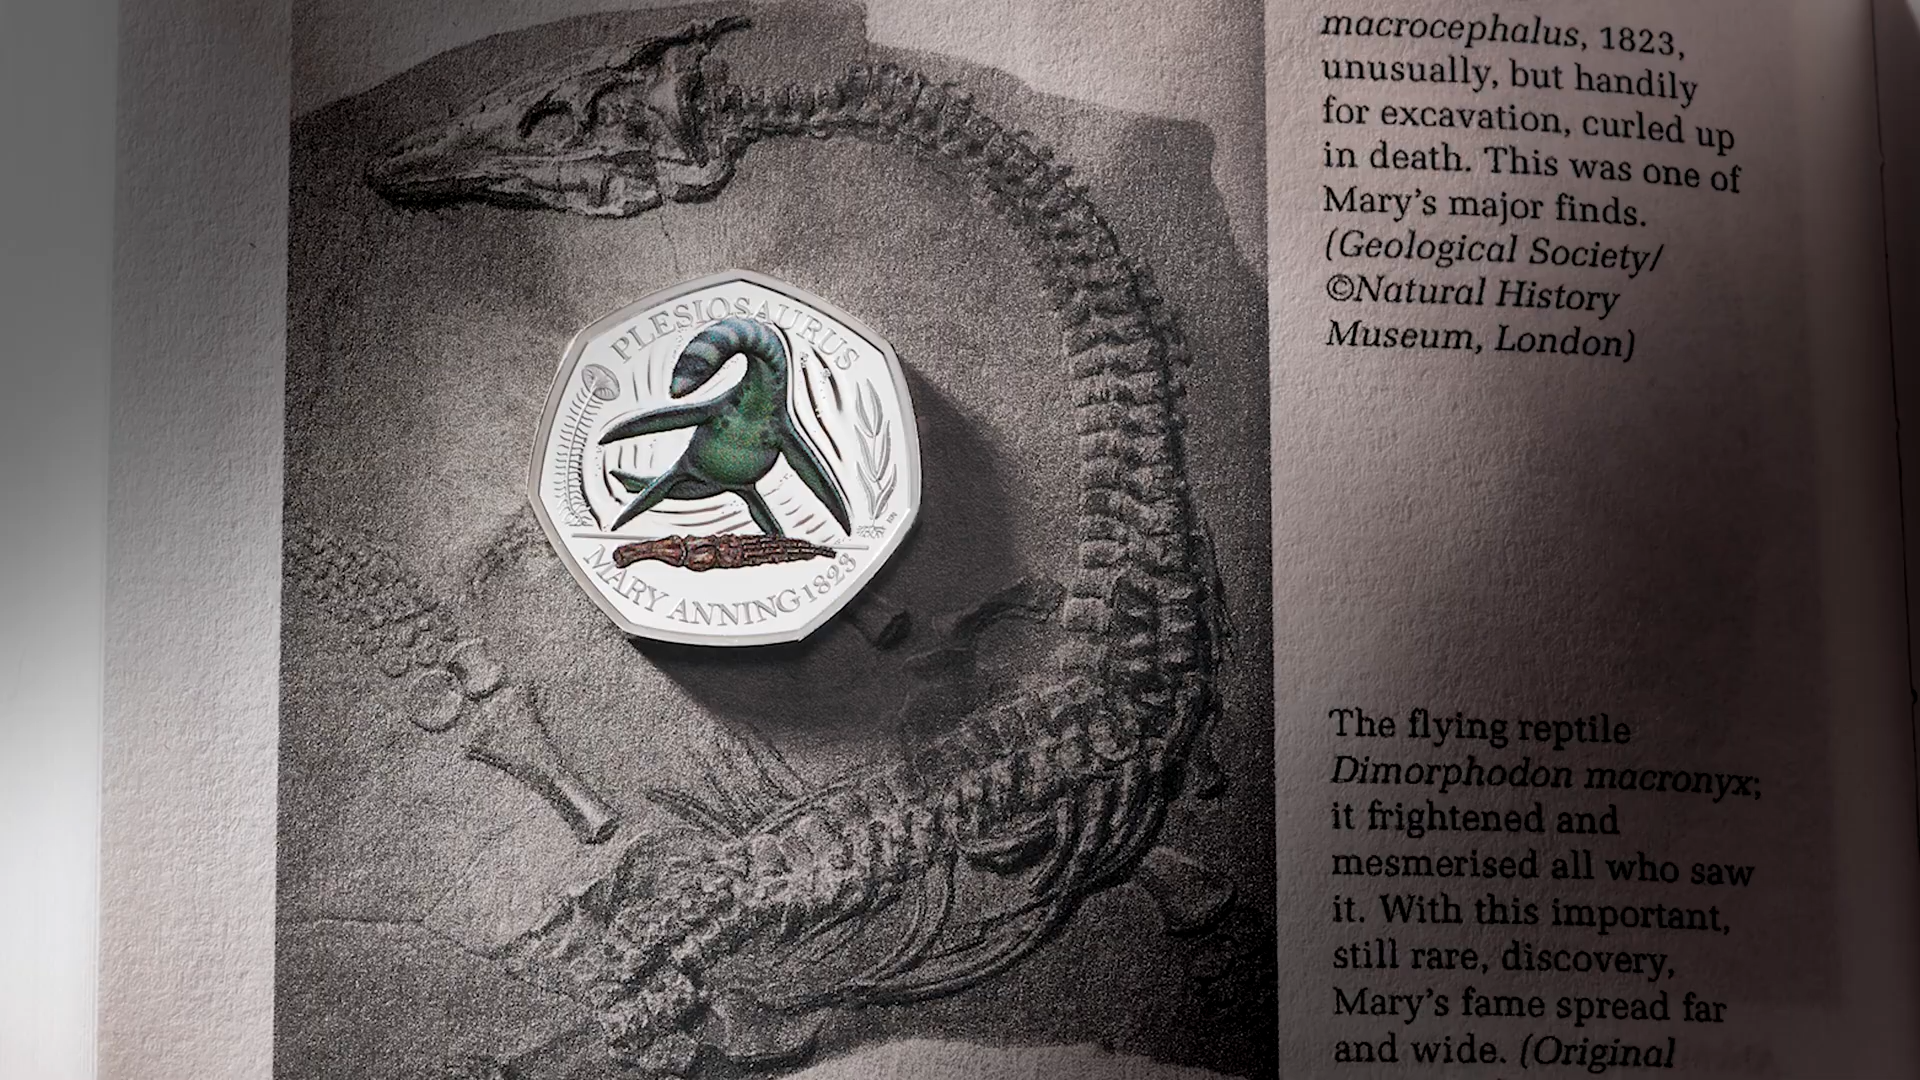 PLESIOSAURUS
MARY ANNING 1823
macrocephalus, 1823,
unusually, but handily
for excavation, curled up
in death. This was one of
Mary's major finds.
(Geological Society/
©Natural History
Museum, London)
The flying reptile
Dimorphodon macronyx;
it frightened and
mesmerised all who saw
it. With this important,
still rare, discovery,
Mary's fame spread far
and wide. (Original